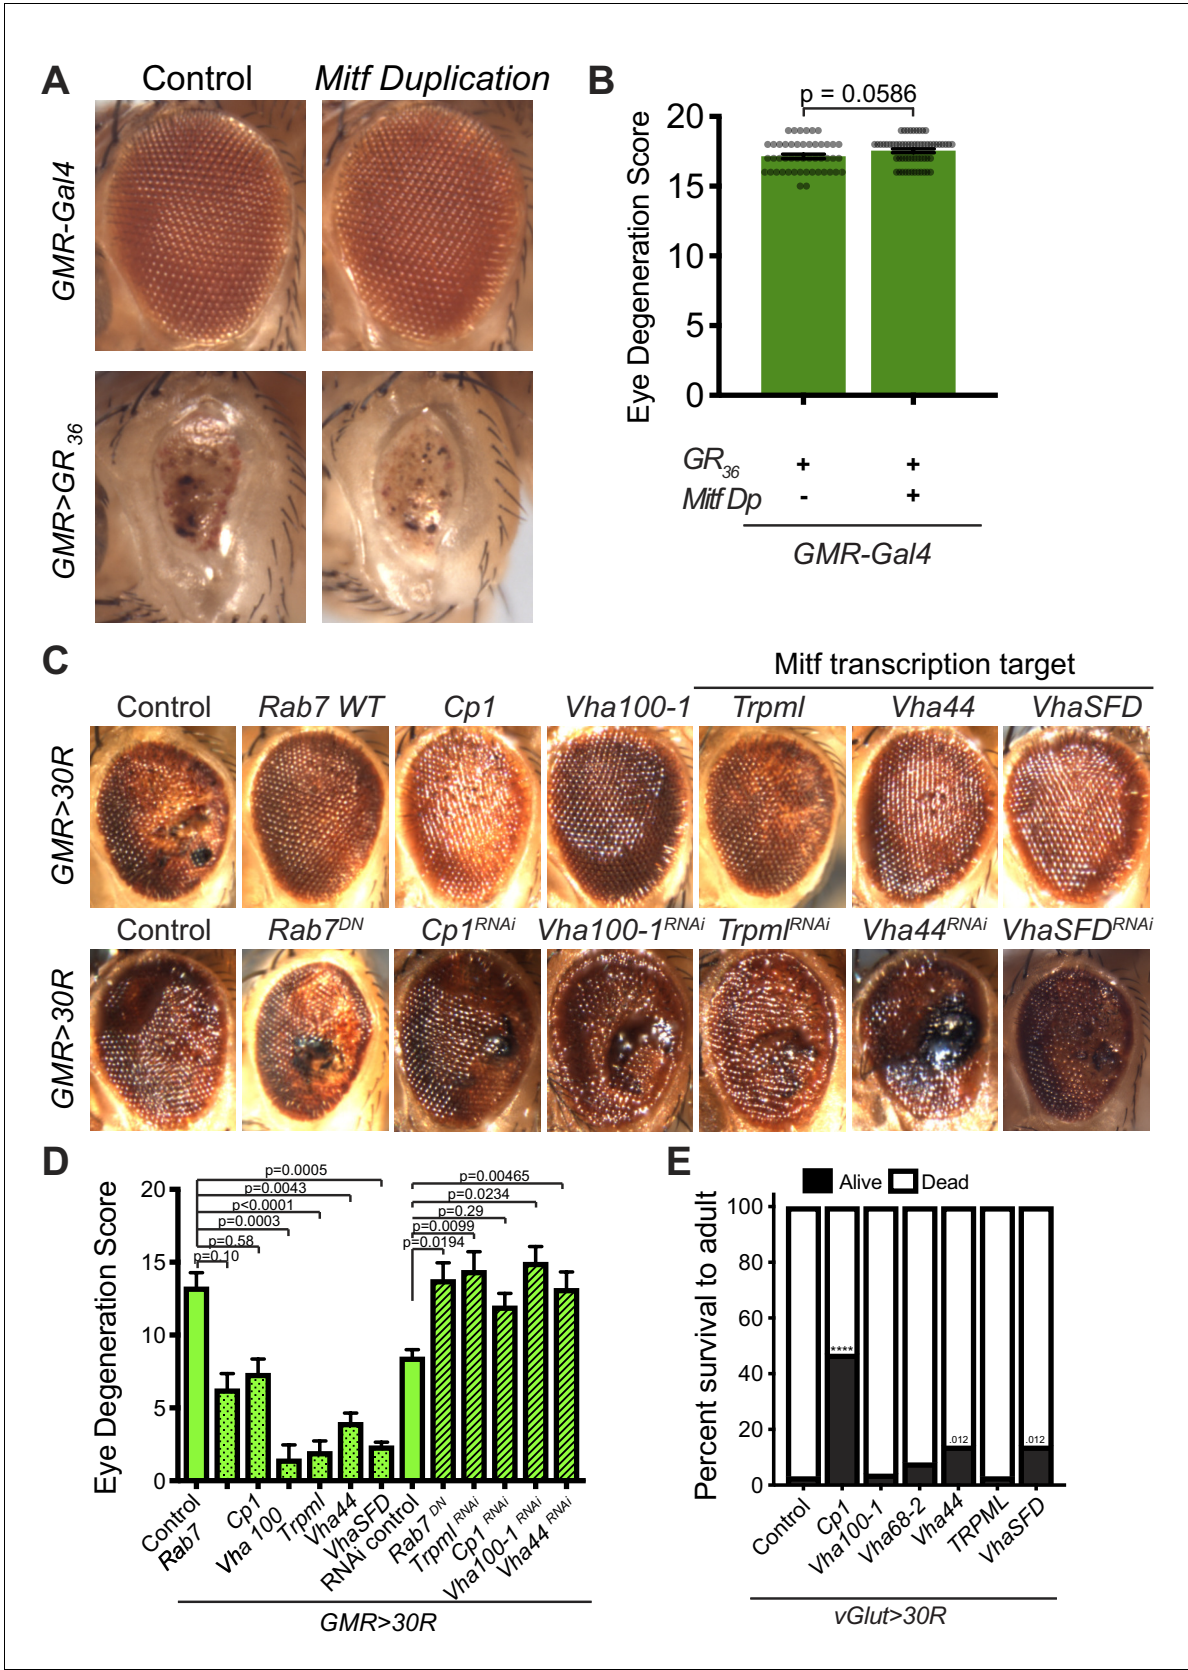 A
Control
Mitf Duplication
GMR-Gal4
GMR>GR36
B
p = 0.0586
Eye Degeneration Score
20
15
10
5
0
GR36 + +
Mitf Dp - +
GMR-Gal4
C
Mitf transcription target
Control Rab7 WT Cp1 Vha100-1 Trpml Vha44 VhaSFD
GMR>30R
Control Rab7DN Cp1RNAi Vha100-1RNAi TrpmlRNAi Vha44RNAi VhaSFDRNAi
GMR>30R
D
Eye Degeneration Score
20
15
10
5
0
p=0.0005
p=0.0043
p<0.0001
p=0.0003
p=0.58
p=0.10
p=0.00465
p=0.0234
p=0.29
p=0.0099
p=0.0194
Control
Rab7
Cp1
Vha 100
Trpml
Vha44
VhaSFD
RNAi control
Rab7 DN
Trpml RNAi
Cp1 RNAi
Vha100-1 RNAi
Vha44 RNAi
GMR>30R
E
Alive Dead
Percent survival to adult
100
80
60
40
20
0
****
.012
.012
Control
Cp1
Vha100-1
Vha68-2
Vha44
TRPML
VhaSFD
vGlut>30R